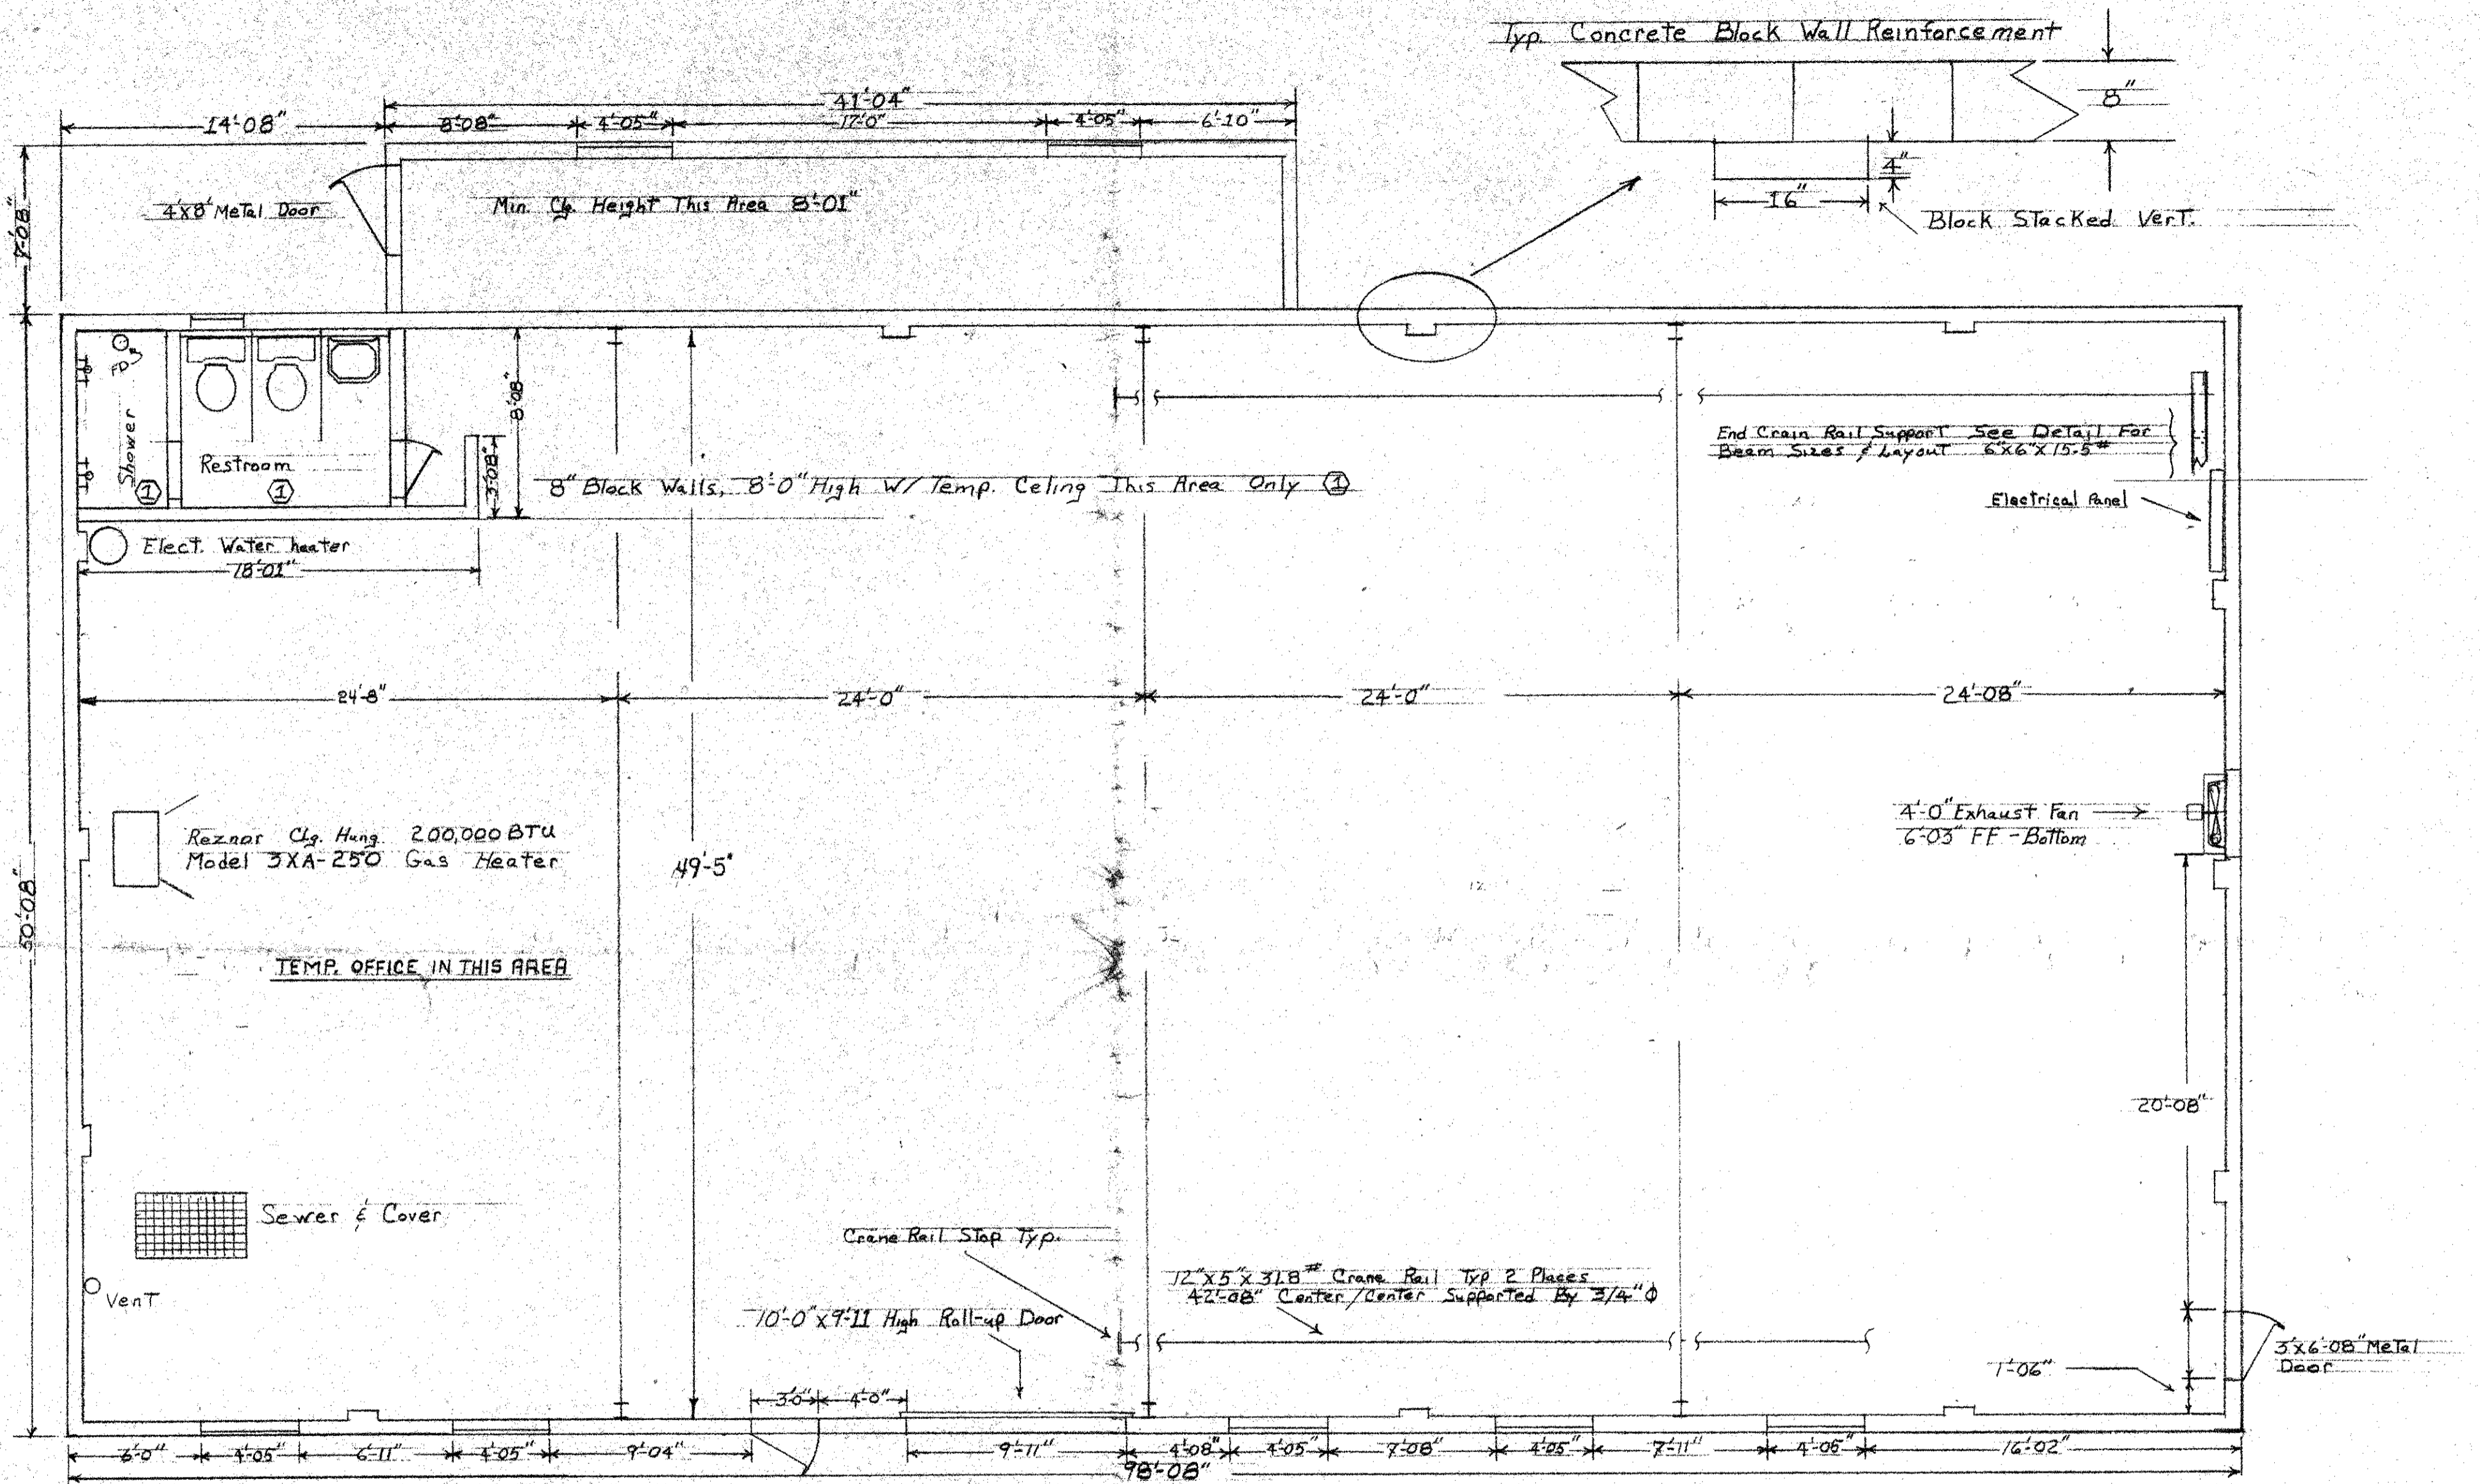 Typ. Concrete Block Wall Reinforcement
8"
4"
16"
Block Stacked Vert.
41'-04"
14'-08"
8'-08"
4'-05"
17'-0"
4'-05"
6'-10"
7'-08"
4'x8' Metal Door
Min. Clg. Height This Area 8'-01"
FD
Shower
1
Restroom
1
8'-08"
3'-08"
8" Block Walls, 8'-0" High W/ Temp. Celing This Area Only 1
End Crain Rail Support See Detail For
Beam Sizes & Layout 6"x6"x15.5#
Electrical Panel
Elect. Water heater
18'-01"
24'-8"
24'-0"
24'-0"
24'-08"
Reznor Clg. Hung 200,000 BTU
Model 3XA-250 Gas Heater
49'-5"
4'-0" Exhaust Fan
6'-03" FF - Bottom
50'-08"
TEMP. OFFICE IN THIS AREA
20'-08"
Sewer & Cover
Vent
Crane Rail Stop Typ.
12"x5"x31.8# Crane Rail Typ 2 Places
42'-08" Center/Center Supported By 3/4"Φ
10'-0" x 9'-11 High Roll-up Door
3'x6'-08" Metal
Door
1'-06"
3'-0"
4'-0"
6'-0"
4'-05"
6'-11"
4'-05"
9'-04"
9'-11"
4'-08"
4'-05"
7'-08"
4'-05"
7'-11"
4'-05"
16'-02"
98'-08"